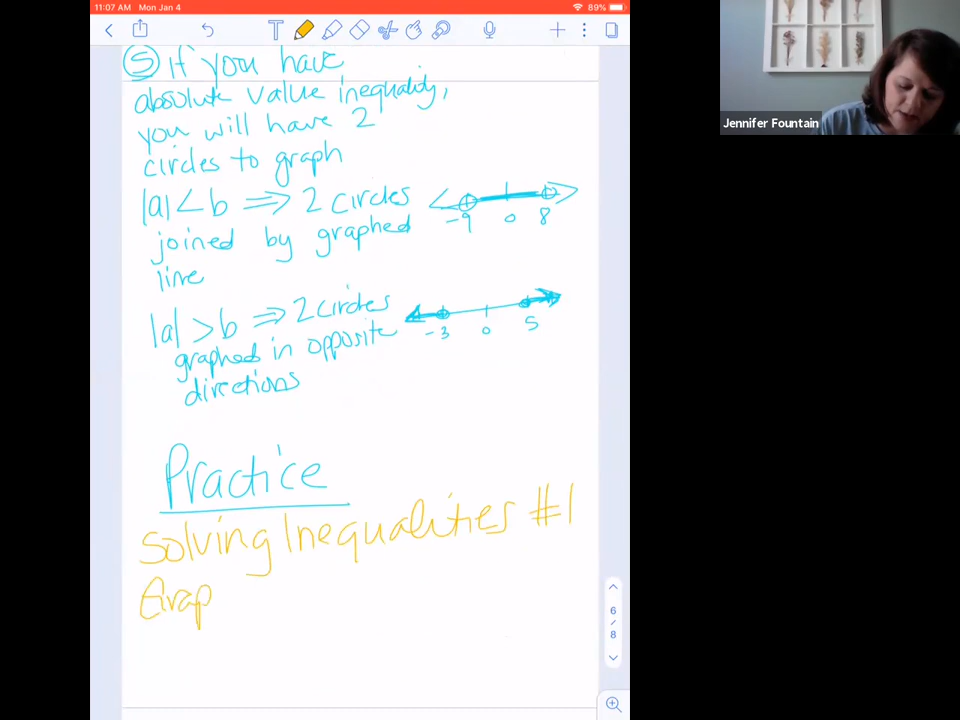 11:07 AM Mon Jan 4
89%
T
5 If you have
absolute value inequality,
you will have 2
circles to graph
|a| < b ⇒ 2 circles
joined by graphed
line
-9 0 8
|a| > b ⇒ 2 circles
graphed in opposite
directions
-3 0 5
Practice
Solving Inequalities #1
Grap
6
/
8
Jennifer Fountain